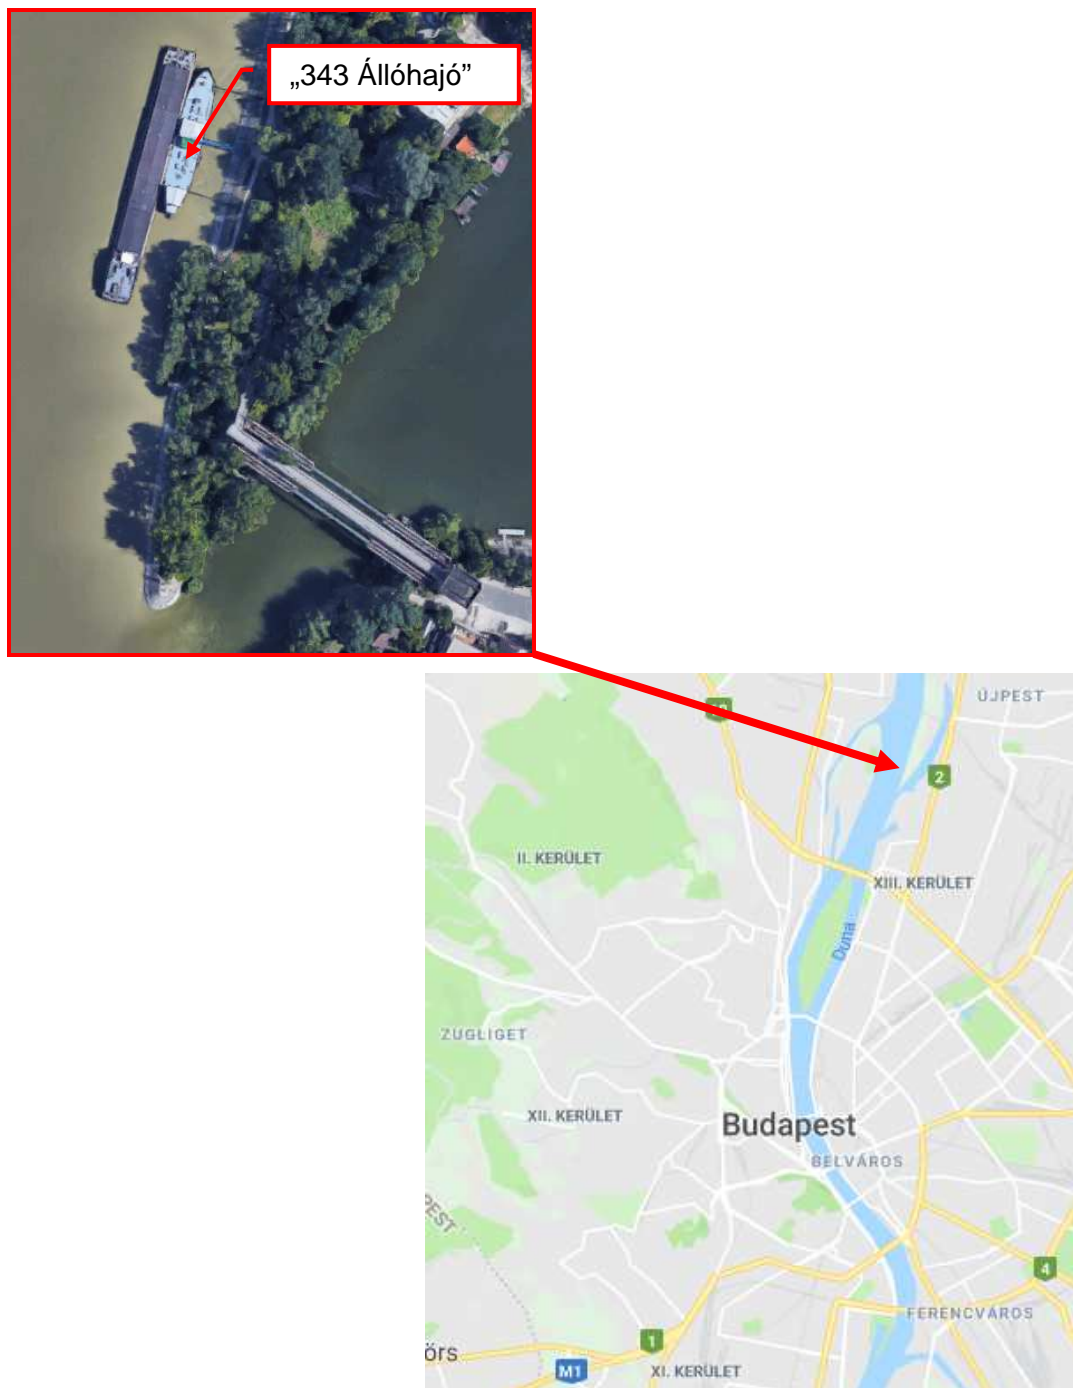 „343 Állóhajó”
ÚJPEST
2
II. KERÜLET
XIII. KERÜLET
Duna
ZUGLIGET
XII. KERÜLET
Budapest
BELVÁROS
PEST
4
FERENCVÁROS
1
örs
M1
XI. KERÜLET